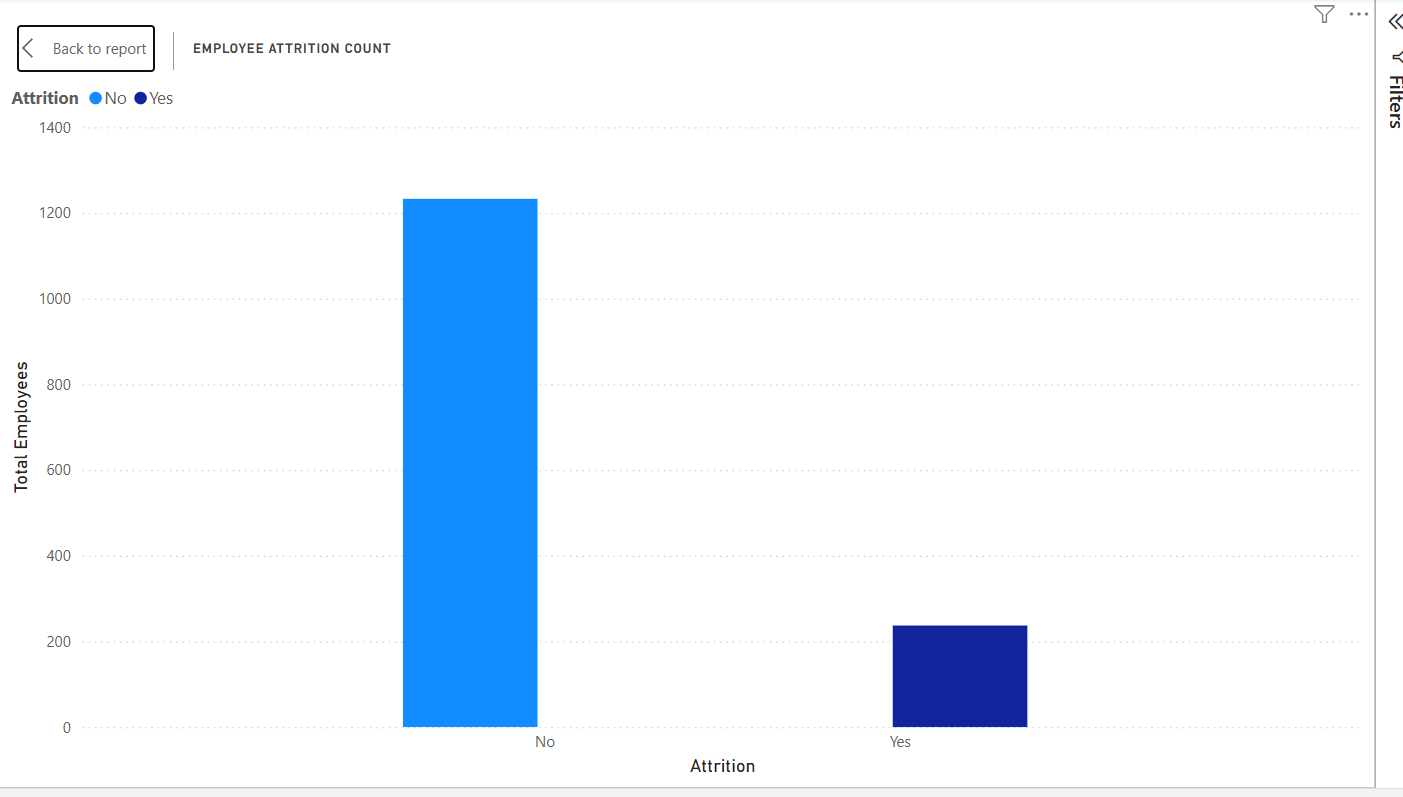 Back to report
EMPLOYEE ATTRITION COUNT
Attrition No Yes
1400
1200
1000
800
600
400
200
0
Total Employees
No Yes
Attrition
Filters